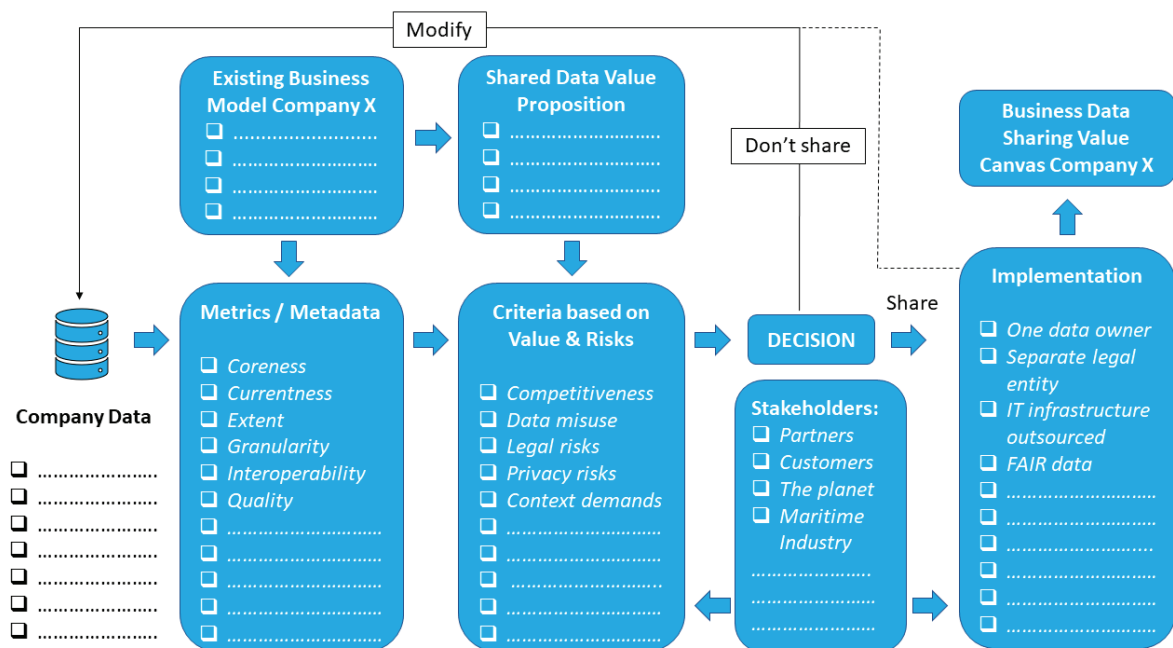 Modify
Existing Business
Model Company X
❑ ............................
❑ ............................
❑ ............................
❑ ............................
Shared Data Value
Proposition
❑ ............................
❑ ............................
❑ ............................
❑ ............................
Don’t share
Business Data
Sharing Value
Canvas Company X
Company Data
❑ ........................
❑ ........................
❑ ........................
❑ ........................
❑ ........................
❑ ........................
❑ ........................
Metrics / Metadata
❑ Coreness
❑ Currentness
❑ Extent
❑ Granularity
❑ Interoperability
❑ Quality
❑ ............................
❑ ............................
❑ ............................
❑ ............................
❑ ............................
Criteria based on
Value & Risks
❑ Competitiveness
❑ Data misuse
❑ Legal risks
❑ Privacy risks
❑ Context demands
❑ ............................
❑ ............................
❑ ............................
❑ ............................
❑ ............................
DECISION
Share
Stakeholders:
❑ Partners
❑ Customers
❑ The planet
❑ Maritime
Industry
........................
........................
........................
Implementation
❑ One data owner
❑ Separate legal
entity
❑ IT infrastructure
outsourced
❑ FAIR data
❑ ............................
❑ ............................
❑ ............................
❑ ............................
❑ ............................
❑ ............................